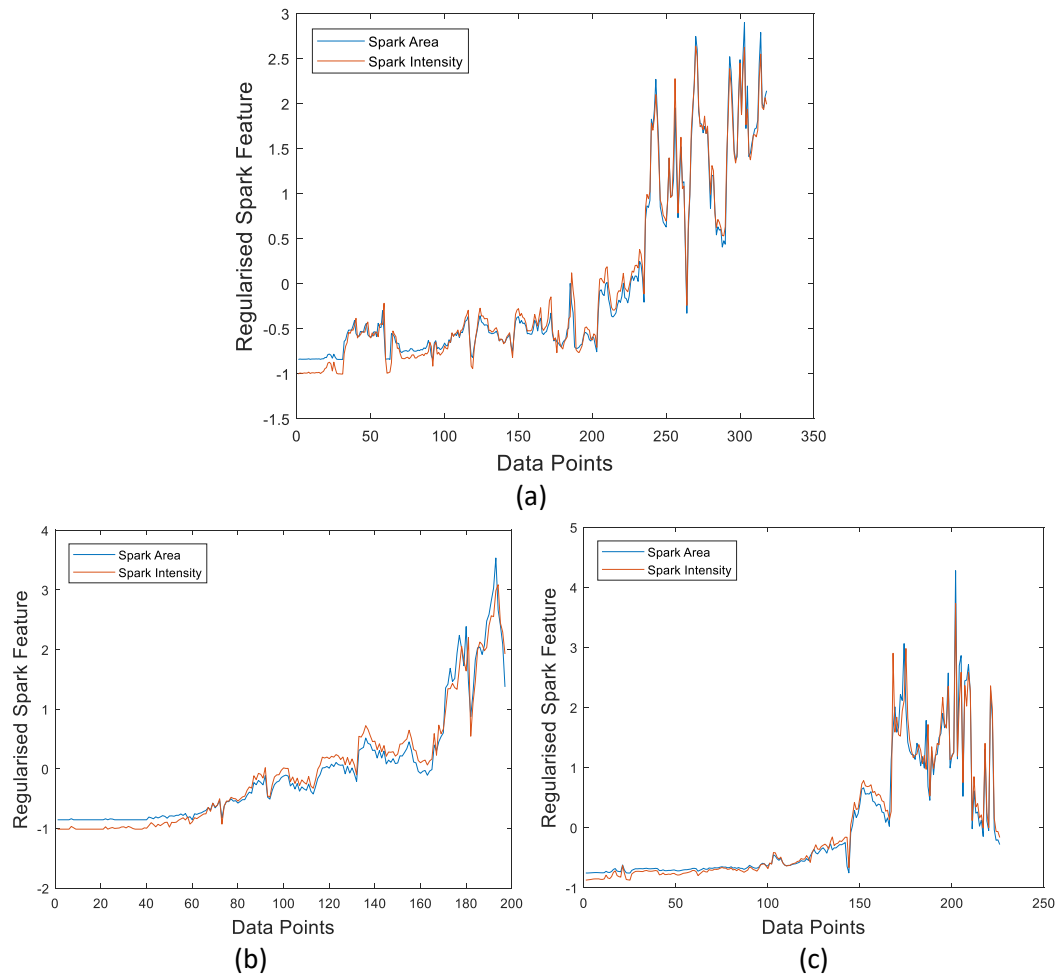 3
2.5
2
1.5
1
0.5
0
-0.5
-1
-1.5
Regularised Spark Feature
Spark Area
Spark Intensity
0 50 100 150 200 250 300 350
Data Points
(a)
4
3
2
1
0
-1
-2
Regularised Spark Feature
Spark Area
Spark Intensity
0 20 40 60 80 100 120 140 160 180 200
Data Points
(b)
5
4
3
2
1
0
-1
Regularised Spark Feature
Spark Area
Spark Intensity
0 50 100 150 200 250
Data Points
(c)